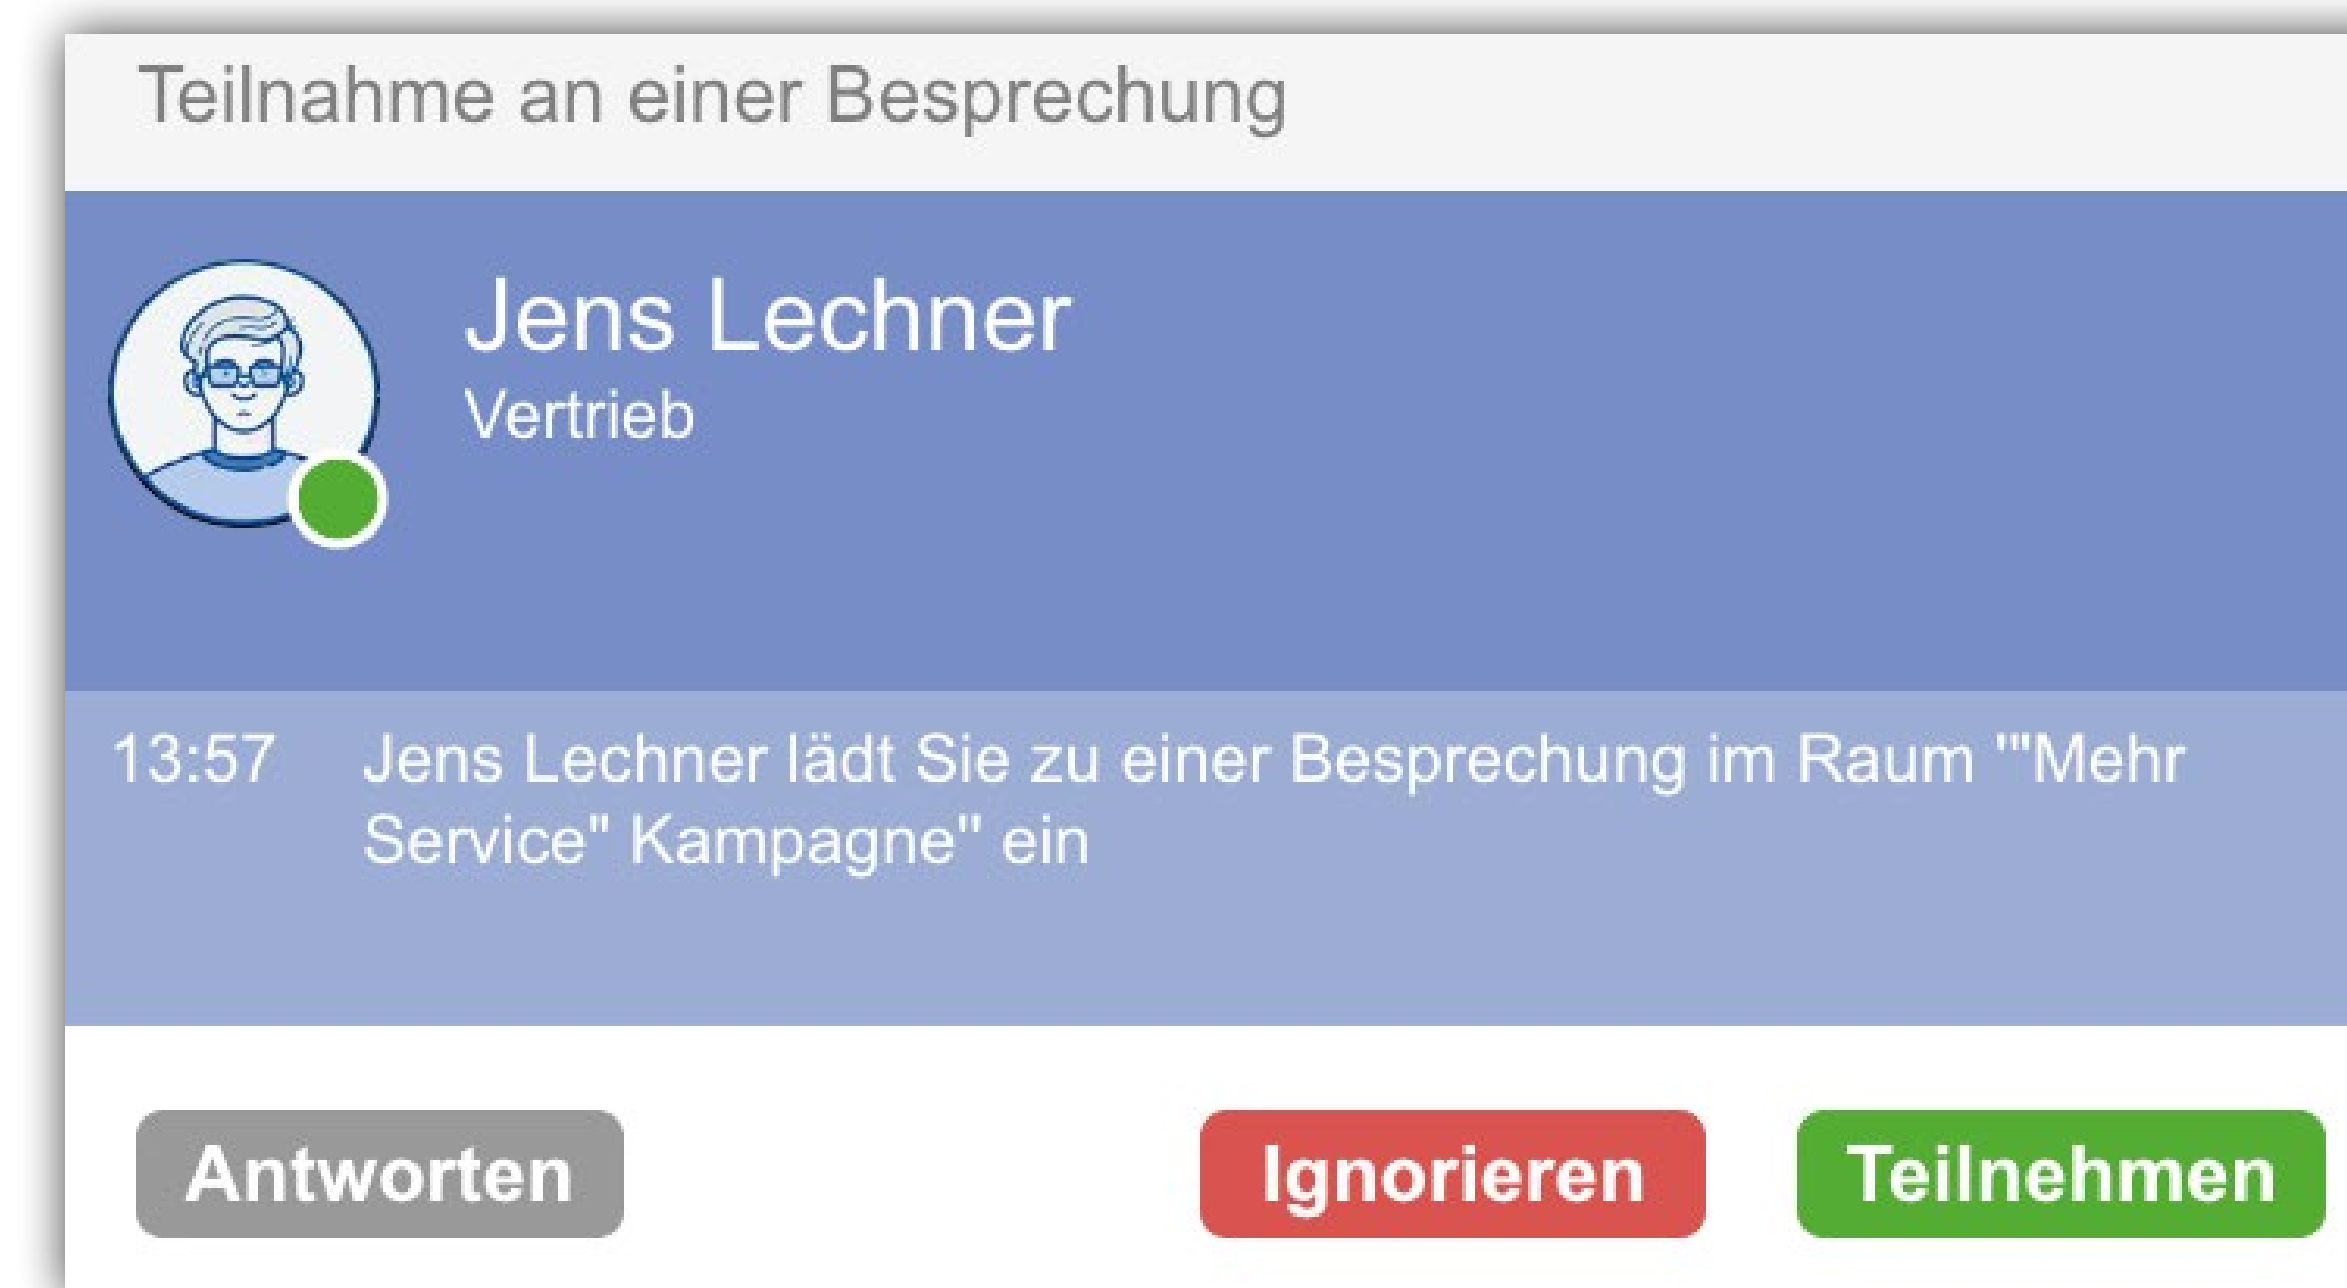 Teilnahme an einer Besprechung
Jens Lechner
Vertrieb
13:57 Jens Lechner lädt Sie zu einer Besprechung im Raum '"Mehr
Service" Kampagne" ein
Antworten Ignorieren Teilnehmen